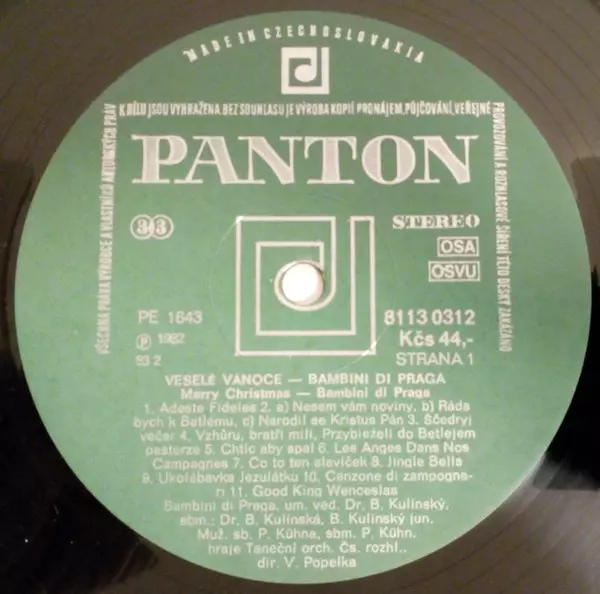 MADE IN CZECHOSLOVAKIA
VŠECHNA PRÁVA VÝROBCE A VLASTNÍKŮ AUTORSKÝCH PRÁV
K DÍLU JSOU VYHRAŽENA. BEZ SOUHLASU JE VÝROBA KOPIÍ PRONÁJEM, PŮJČOVÁNÍ, VEŘEJNÉ
PROVOZOVÁNÍ A ROZHLASOVÉ ŠÍŘENÍ TÉTO DESKY ZAKÁZÁNO
PANTON
33
STEREO
OSA
OSVU
PE 1643
81130312
℗ 1982
Kčs 44,-
83 2
STRANA 1
VESELÉ VÁNOCE — BAMBINI DI PRAGA
Merry Christmas — Bambini di Praga
1. Adeste Fideles 2. a) Nesem vám noviny, b) Ráda
bych k Betlému, c) Narodil se Kristus Pán 3. Ščedryj
večer 4. Vzhůru, bratři milí, Przybieželi do Betlejem
pasterze 5. Chtíc aby spal 6. Les Anges Dans Nos
Campagnes 7. Co to ten slavíček 8. Jingle Bells
9. Ukolébavka Jezulátku 10. Canzone di zampogna-
ri 11. Good King Wenceslas
Bambini di Praga, um. ved. Dr. B. Kulínský,
sbm.: Dr. B. Kulínská, B. Kulínský jun.
Muž. sb. P. Kühna, sbm. P. Kühn.
hraje Taneční orch. Čs. rozhl..
dir. V. Popelka